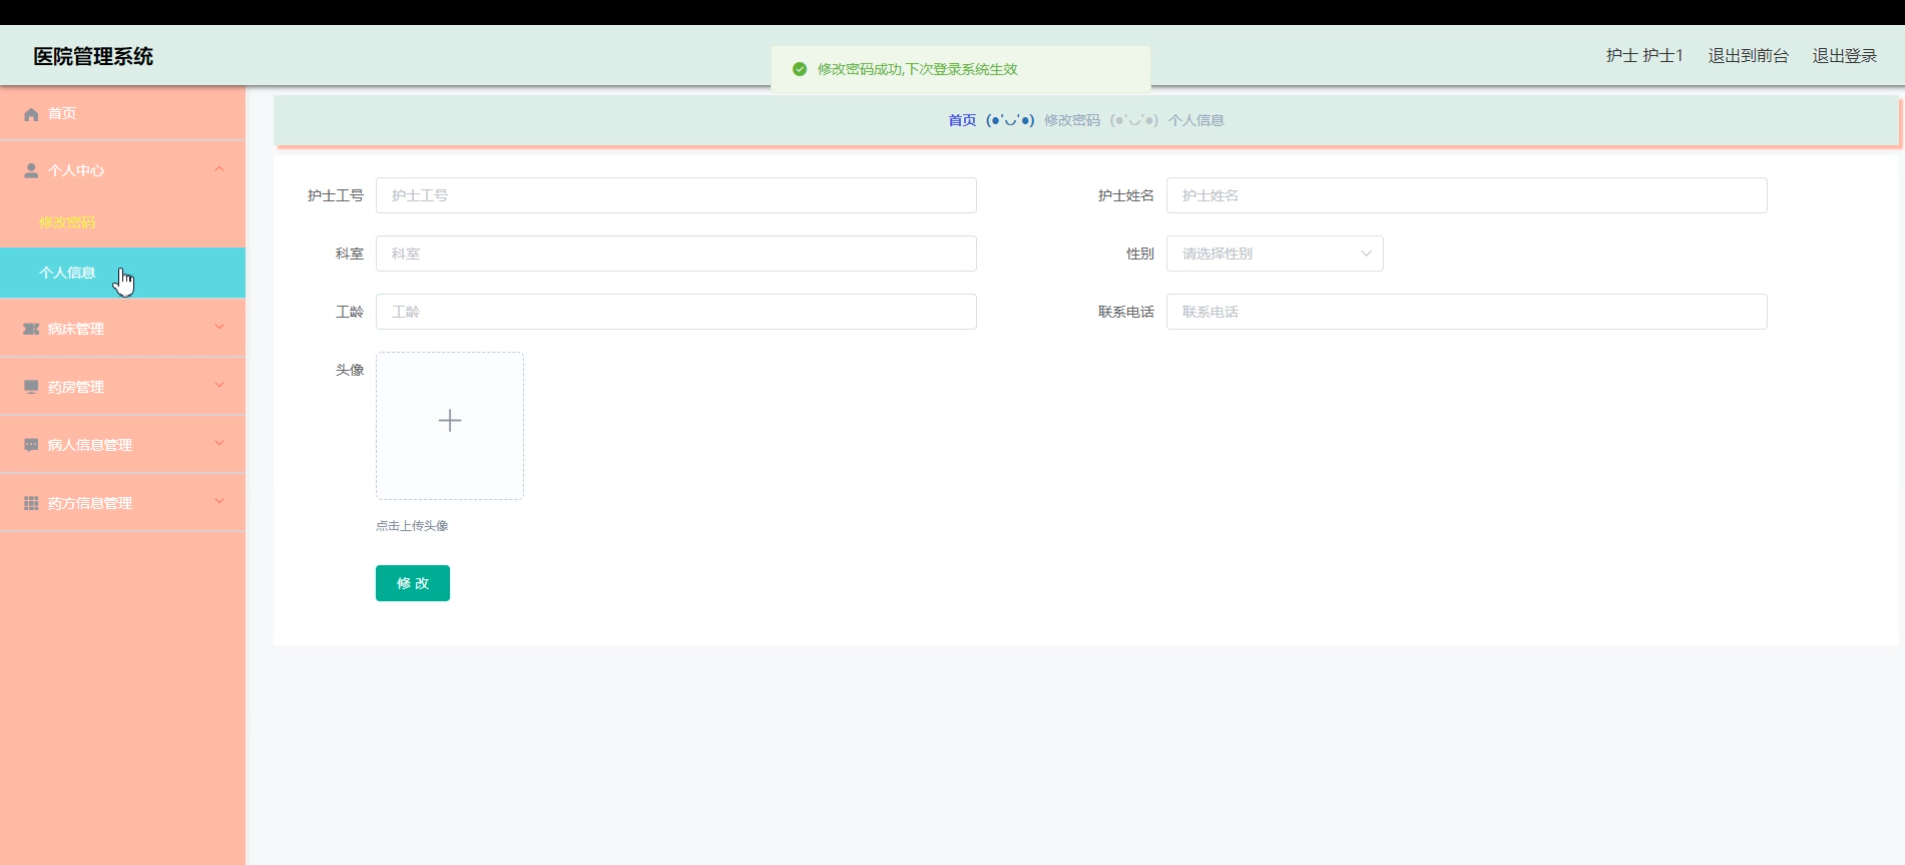 医院管理系统
修改密码成功,下次登录系统生效
护士 护士1 退出到前台 退出登录
首页
个人中心
修改密码
个人信息
病床管理
药房管理
病人信息管理
药方信息管理
首页 (●'◡'●) 修改密码 (●'◡'●) 个人信息
护士工号 护士工号
护士姓名 护士姓名
科室 科室
性别 请选择性别
工龄 工龄
联系电话 联系电话
头像
点击上传头像
修 改